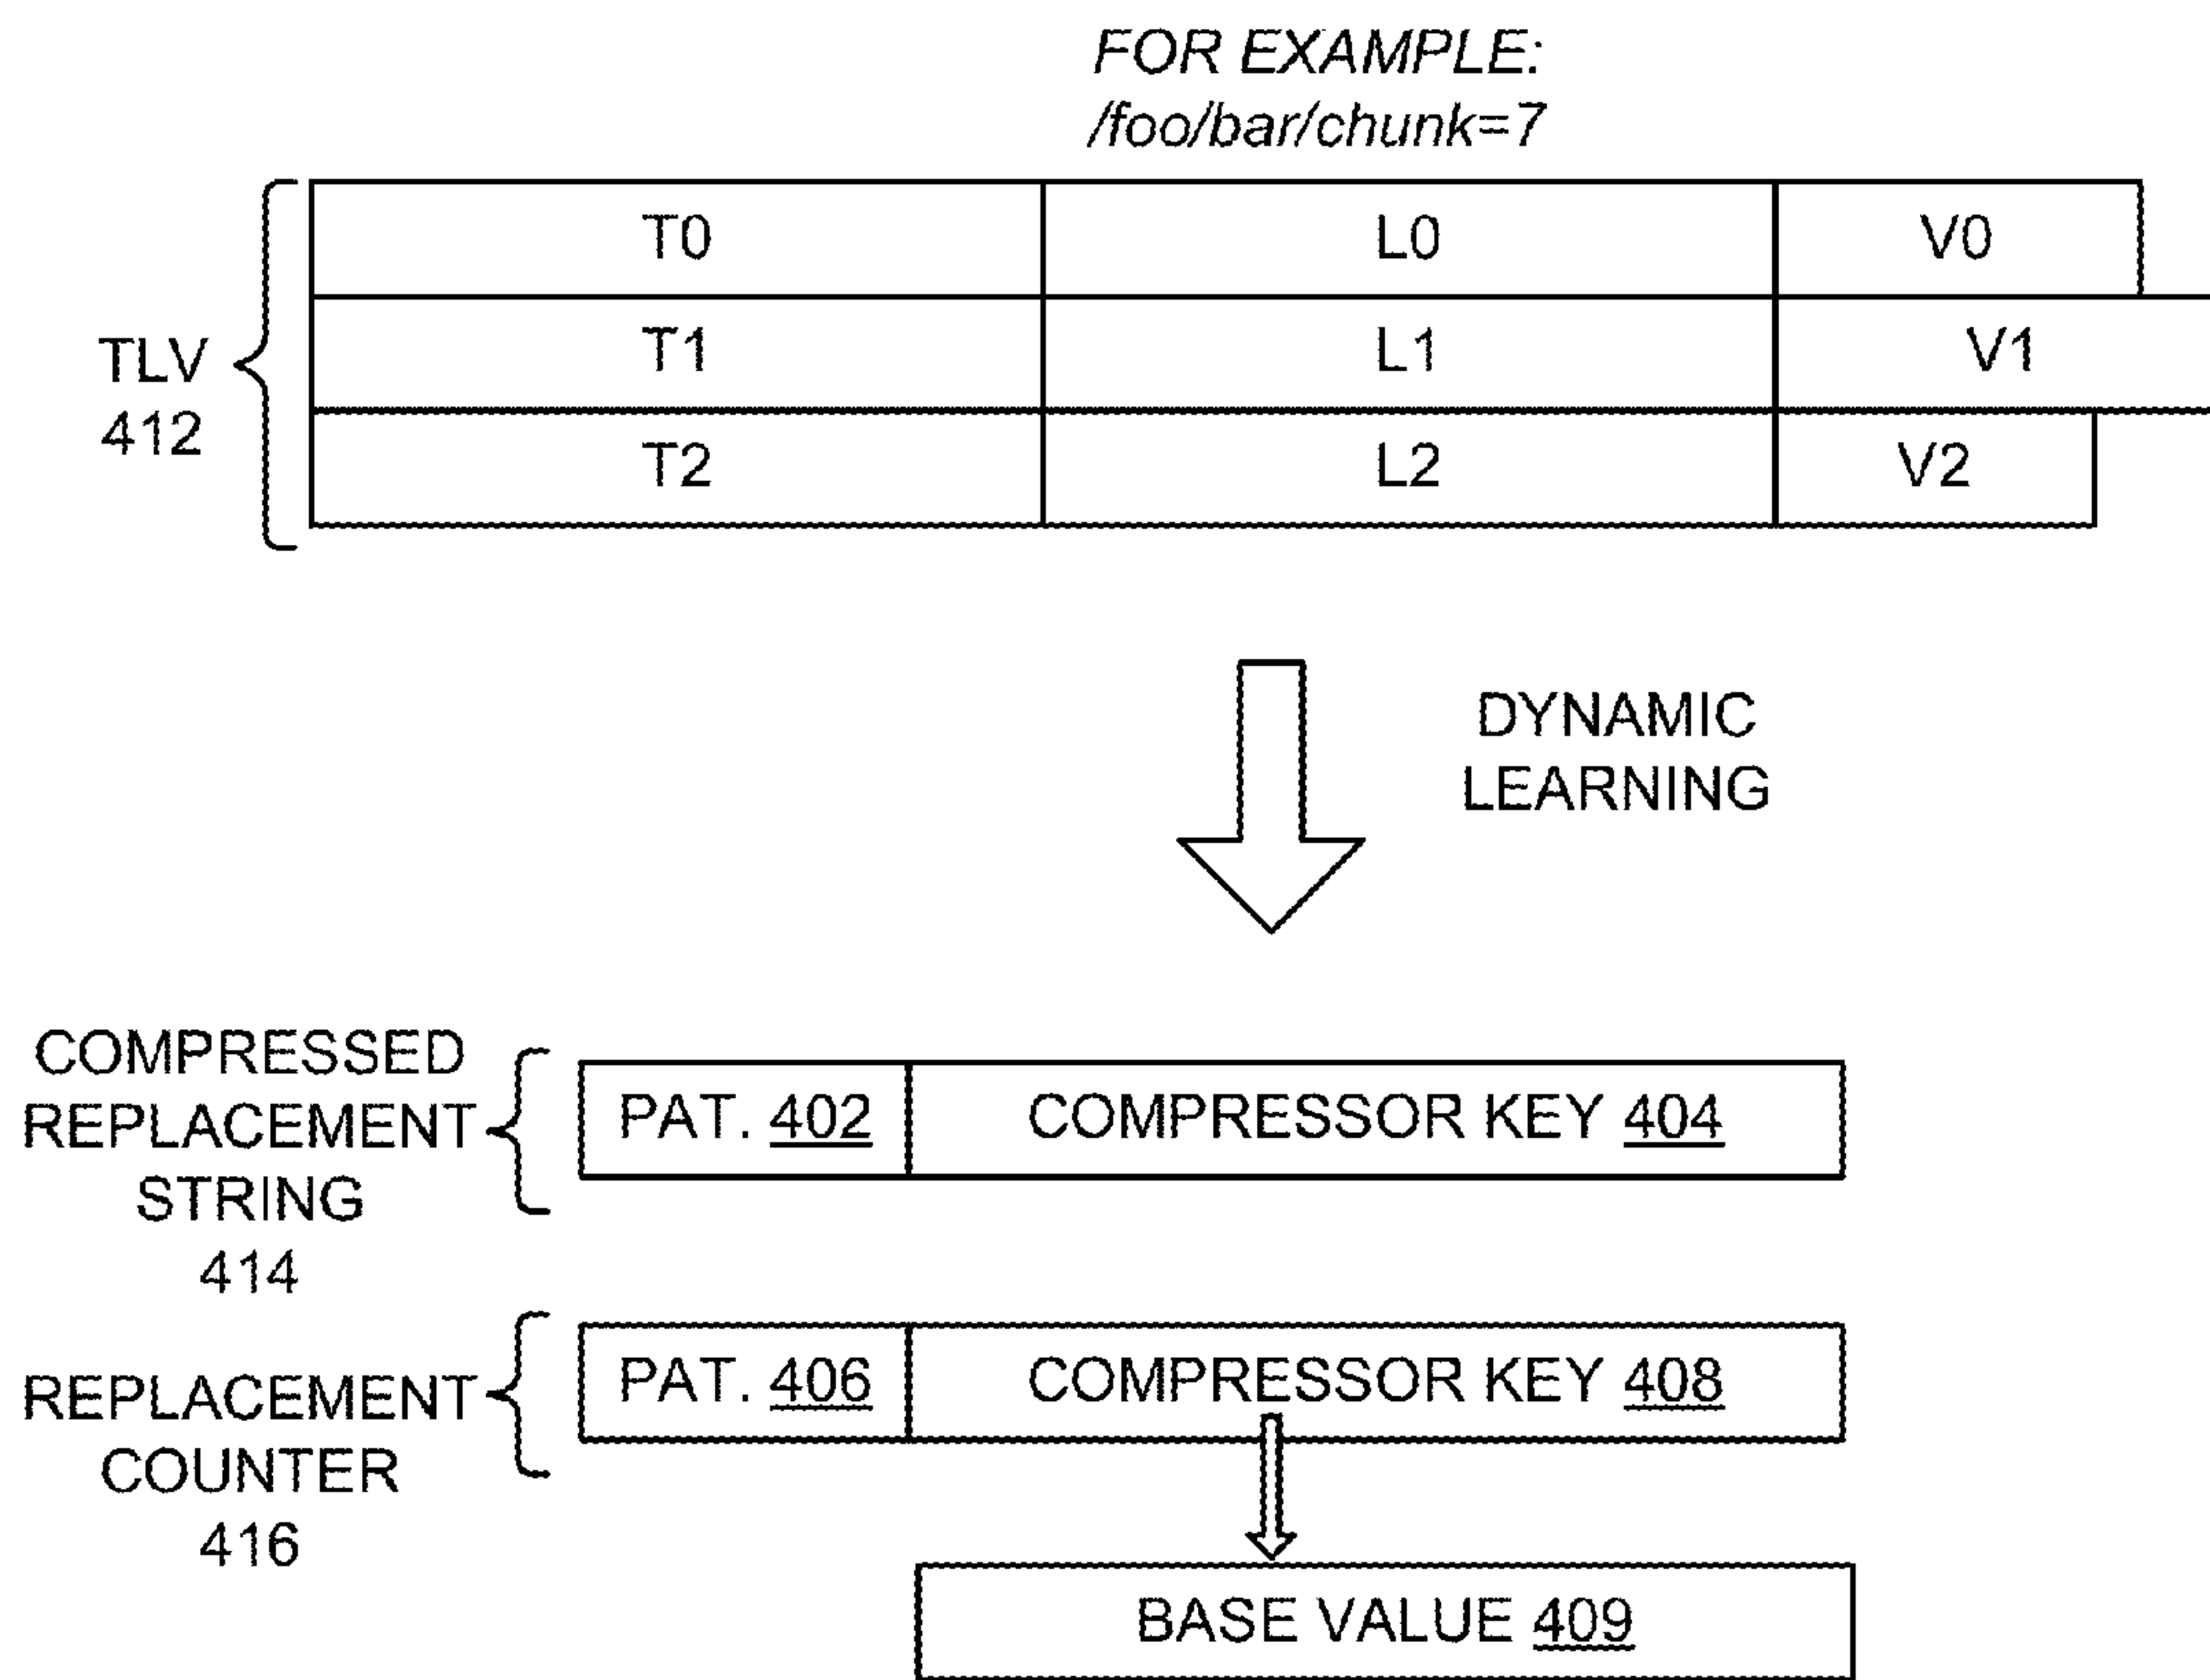 FOR EXAMPLE:
/foo/bar/chunk=7
T0 L0 V0
T1 L1 V1
T2 L2 V2
TLV
412
DYNAMIC
LEARNING
COMPRESSED
REPLACEMENT
STRING
414
PAT. 402 COMPRESSOR KEY 404
REPLACEMENT
COUNTER
416
PAT. 406 COMPRESSOR KEY 408
BASE VALUE 409